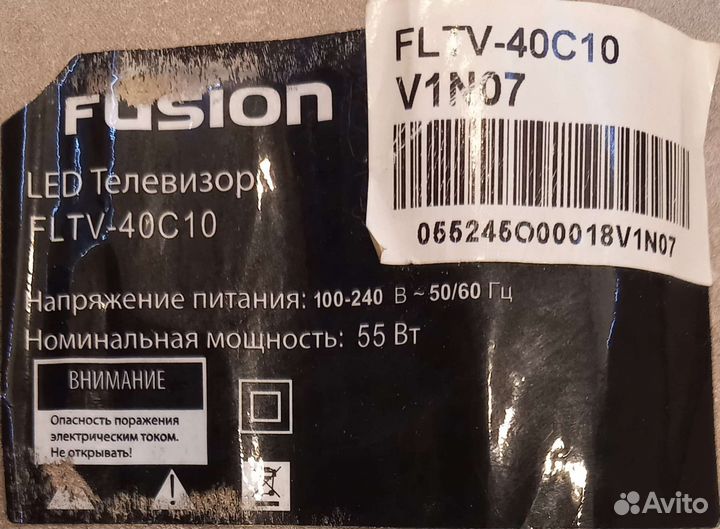 FUSION
LED Телевизор
FLTV-40C10
FLTV-40C10
V1N07
055245O00018V1N07
Напряжение питания: 100-240 В ~ 50/60 Гц
Номинальная мощность: 55 Вт
ВНИМАНИЕ
Опасность поражения
электрическим током.
Не открывать!
Avito